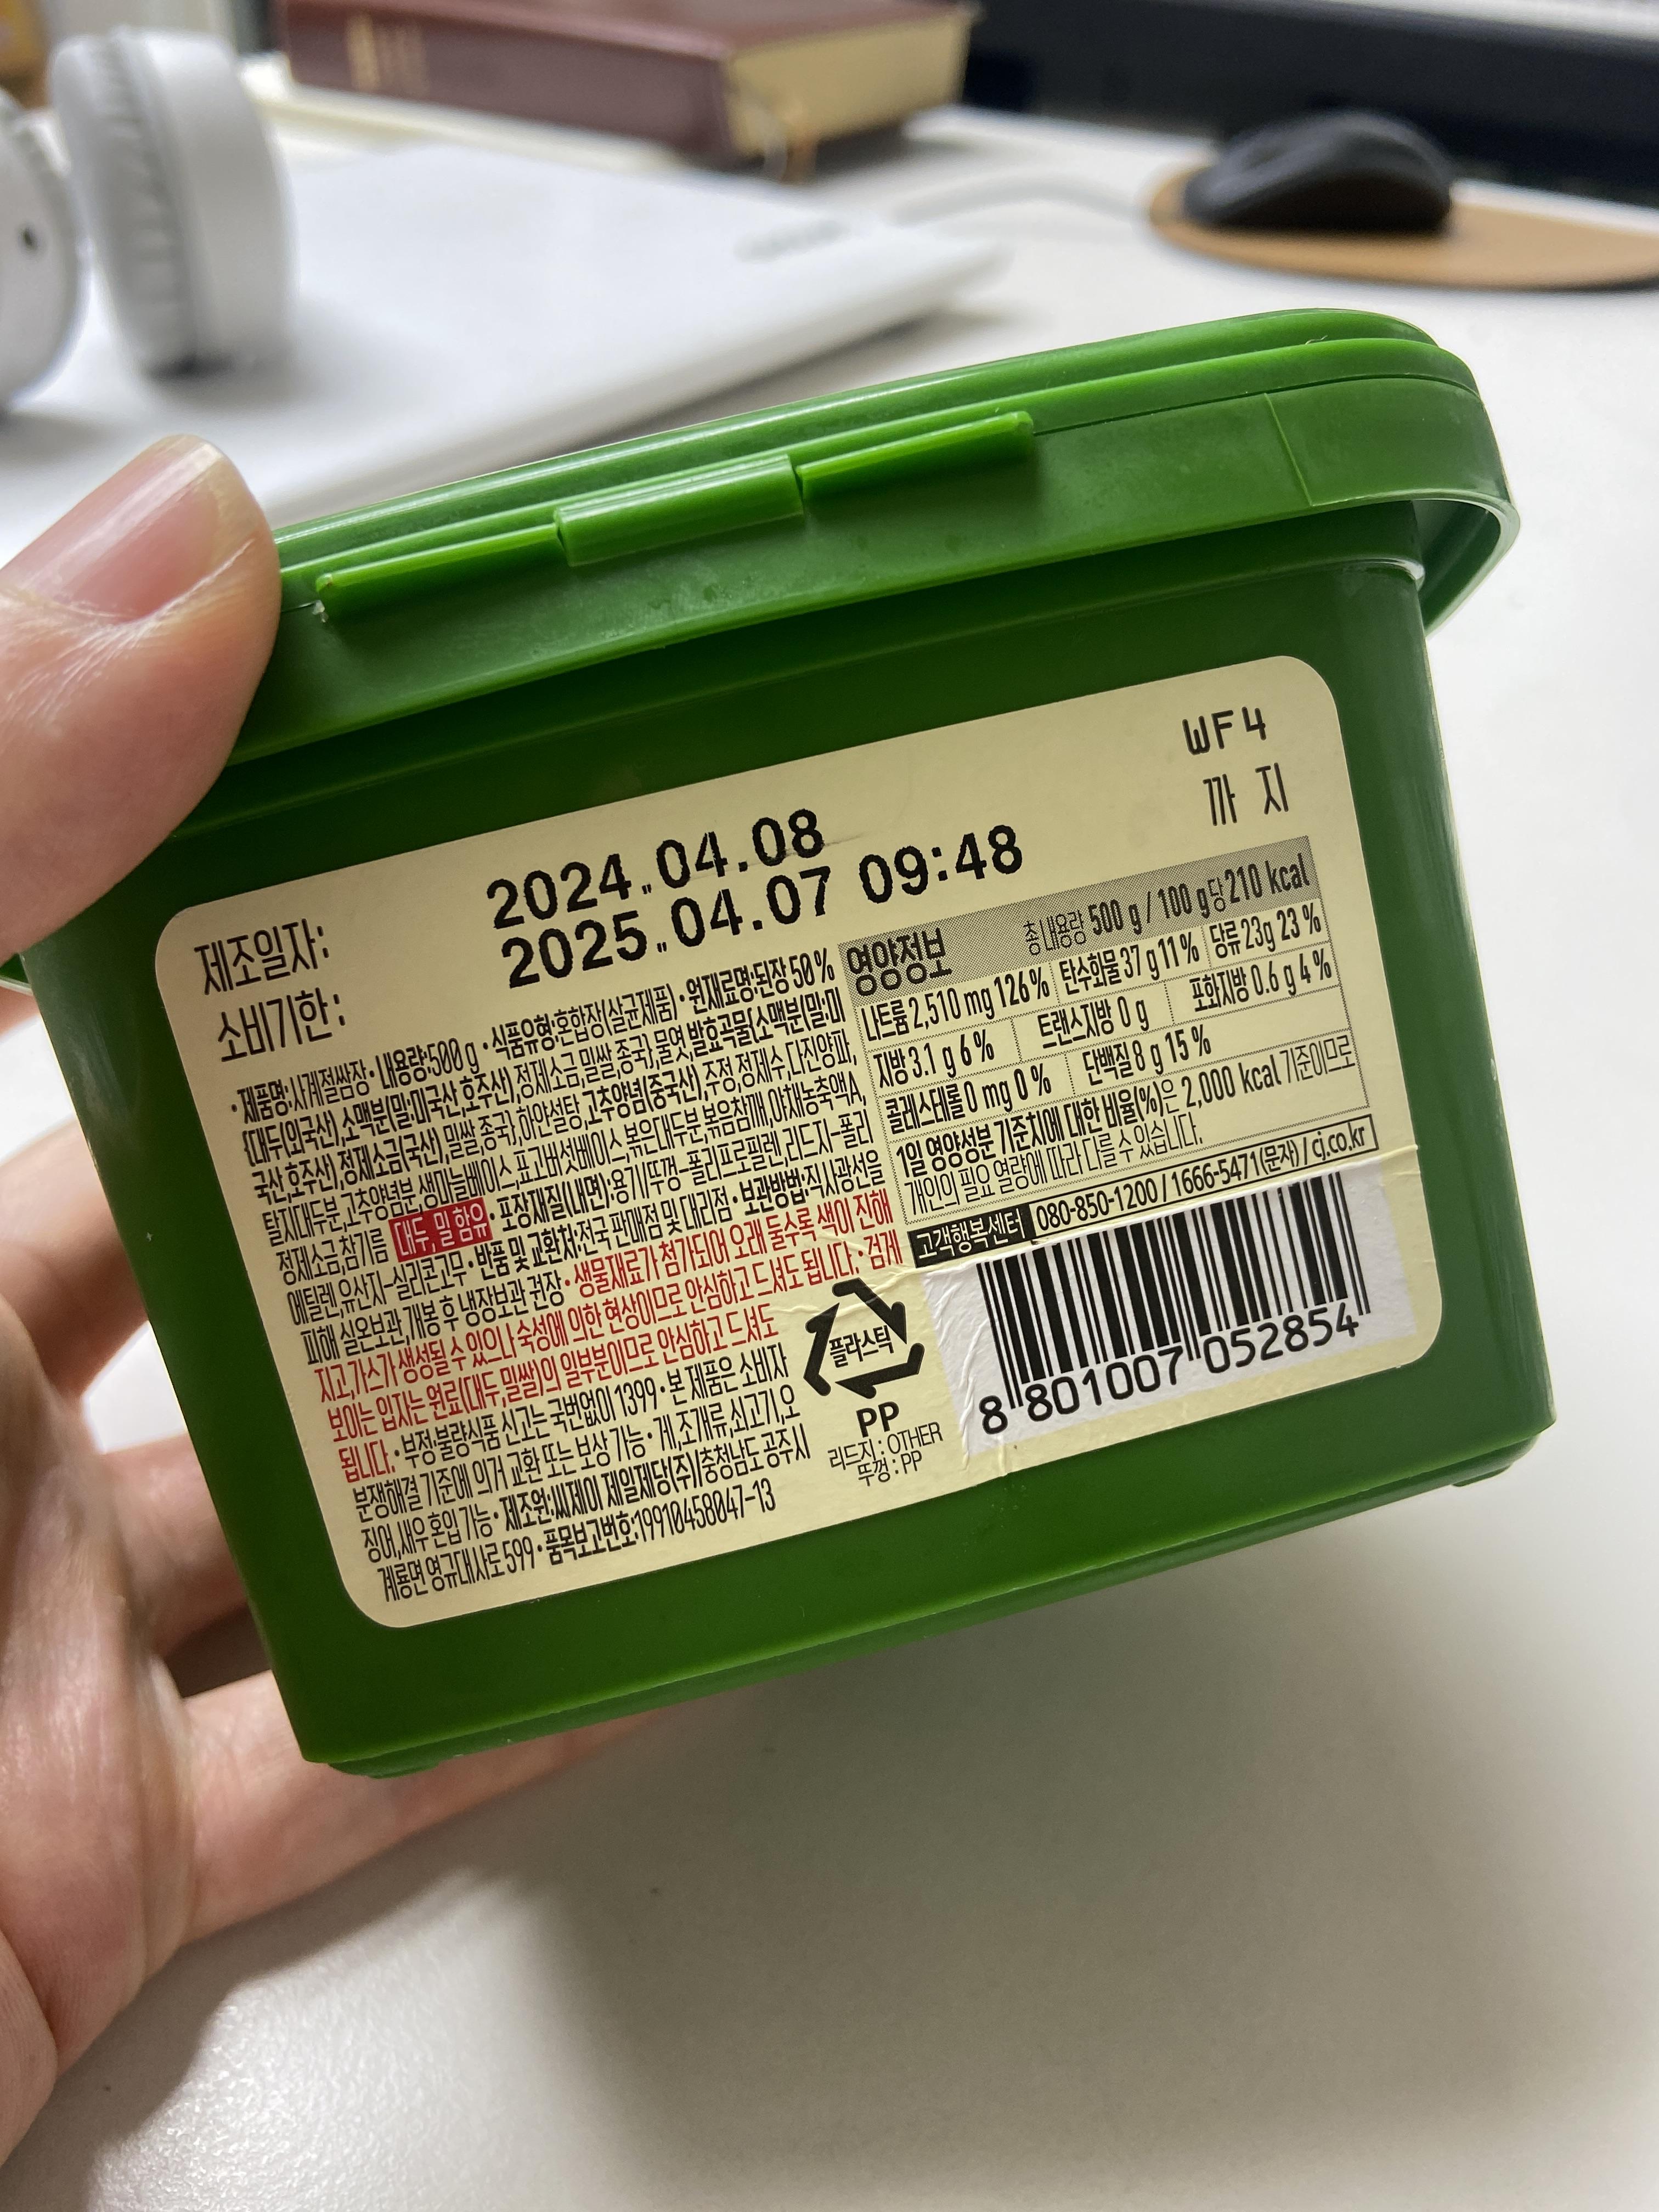 WF4
제조일자: 2024.04.08 까 지
소비기한: 2025.04.07 09:48
•제품명:사계절쌈장•내용량:500 g •식품유형:혼합장(살균제품)•원재료명:된장 50%
{대두(외국산),소맥분(밀:미국산,호주산),정제소금,밀쌀,종국},물엿,발효곡물{소맥분(밀:미
국산,호주산),정제소금(국산),밀쌀,종국},하얀설탕,고추양념(중국산),주정,정제수,다진양파,
탈지대두분,고추양념분,생마늘베이스,표고버섯베이스,볶은대두분,볶음참깨,야채농축액A,
정제소금,참기름 대두, 밀 함유 •포장재질(내면):용기/뚜껑-폴리프로필렌,리드지-폴리
에틸렌,유산지-실리콘고무•반품 및 교환처:전국 판매점 및 대리점•보관방법:직사광선을
피해 실온보관,개봉 후 냉장보관 권장•생물재료가 첨가되어 오래 둘수록 색이 진해
지고,가스가 생성될 수 있으나 숙성에 의한 현상이므로 안심하고 드셔도 됩니다.•검게
보이는 입자는 원료(대두,밀쌀)의 일부분이므로 안심하고 드셔도
됩니다.•부정·불량식품 신고는 국번없이 1399•본 제품은 소비자
분쟁해결 기준에 의거 교환 또는 보상 가능•게,조개류,쇠고기,오
징어,새우 혼입 가능•제조원:씨제이 제일제당(주)/충청남도 공주시
계룡면 영규대사로 599•품목보고번호:19910458047-13
영양정보 총 내용량 500 g / 100 g당 210 kcal
나트륨 2,510 mg 126% 탄수화물 37 g 11% 당류 23g 23 %
지방 3.1 g 6% 트랜스지방 0 g 포화지방 0.6 g 4 %
콜레스테롤 0 mg 0 % 단백질 8 g 15 %
1일 영양성분 기준치에 대한 비율(%)은 2,000 kcal 기준이므로
개인의 필요 열량에 따라 다를 수 있습니다.
고객행복센터 080-850-1200 / 1666-5471(문자) / cj.co.kr
플라스틱
PP
리드지 : OTHER
뚜껑 : PP
8 801007 052854